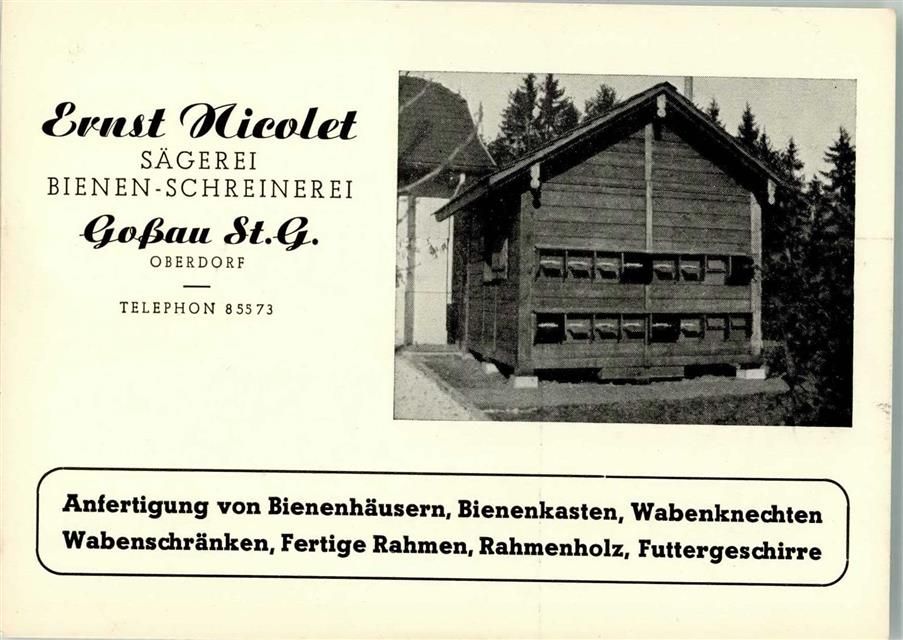 Ernst Nicolet
SÄGEREI
BIENEN-SCHREINEREI
Goßau St.G.
OBERDORF
TELEPHON 85573
Anfertigung von Bienenhäusern, Bienenkasten, Wabenknechten
Wabenschränken, Fertige Rahmen, Rahmenholz, Futtergeschirre